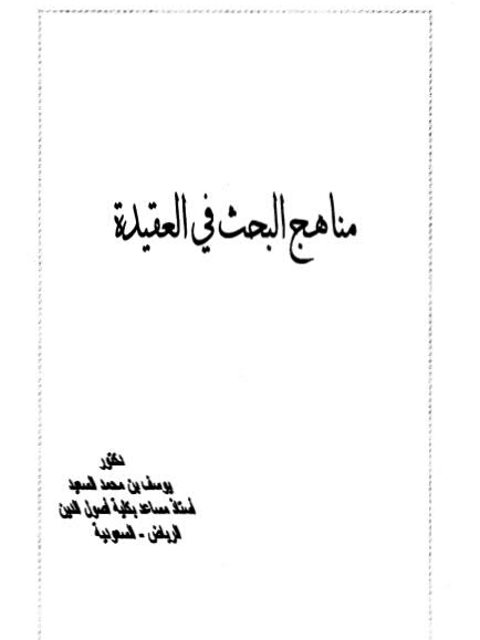 مناهج البحث في العقيدة
دكتور
يوسف بن محمد السعيد
أستاذ مساعد بكلية أصول الدين
الرياض - السعودية